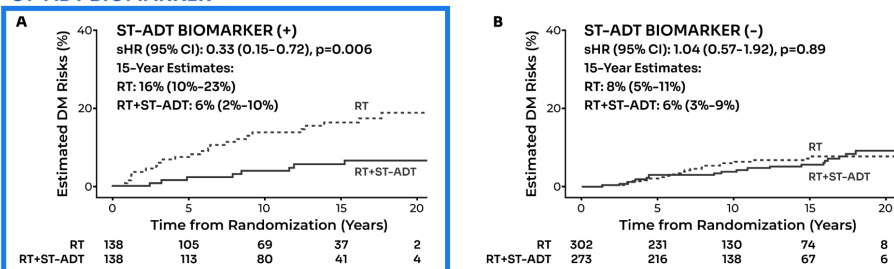 A
ST-ADT BIOMARKER (+)
sHR (95% CI): 0.33 (0.15-0.72), p=0.006
15-Year Estimates:
RT: 16% (10%-23%)
RT+ST-ADT: 6% (2%-10%)
Estimated DM Risks (%)
40
20
0
RT
RT+ST-ADT
0 5 10 15 20
Time from Randomization (Years)
RT 138 105 69 37 2
RT+ST-ADT 138 113 80 41 4
B
ST-ADT BIOMARKER (-)
sHR (95% CI): 1.04 (0.57-1.92), p=0.89
15-Year Estimates:
RT: 8% (5%-11%)
RT+ST-ADT: 6% (3%-9%)
Estimated DM Risks (%)
40
20
0
RT
RT+ST-ADT
0 5 10 15 20
Time from Randomization (Years)
RT 302 231 130 74 8
RT+ST-ADT 273 216 138 67 6